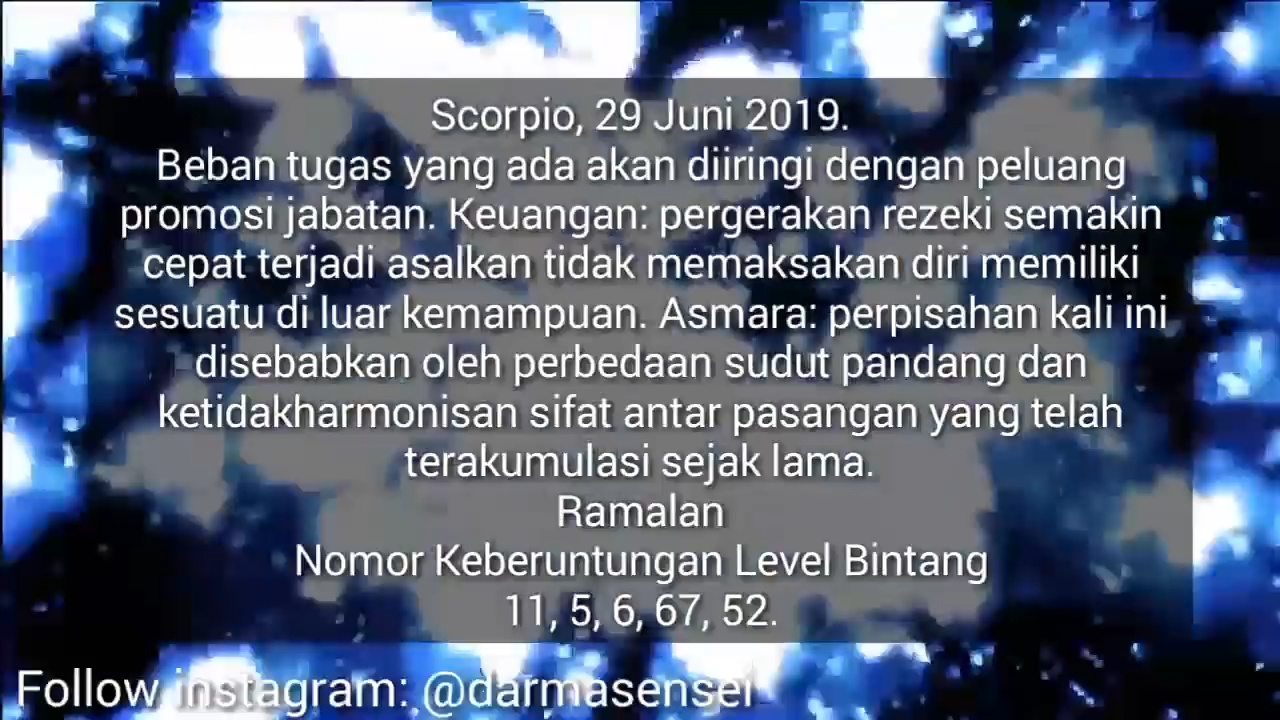 Scorpio, 29 Juni 2019.
Beban tugas yang ada akan diiringi dengan peluang
promosi jabatan. Keuangan: pergerakan rezeki semakin
cepat terjadi asalkan tidak memaksakan diri memiliki
sesuatu di luar kemampuan. Asmara: perpisahan kali ini
disebabkan oleh perbedaan sudut pandang dan
ketidakharmonisan sifat antar pasangan yang telah
terakumulasi sejak lama.
Ramalan
Nomor Keberuntungan Level Bintang
11, 5, 6, 67, 52.
Follow instagram: @darmasensei